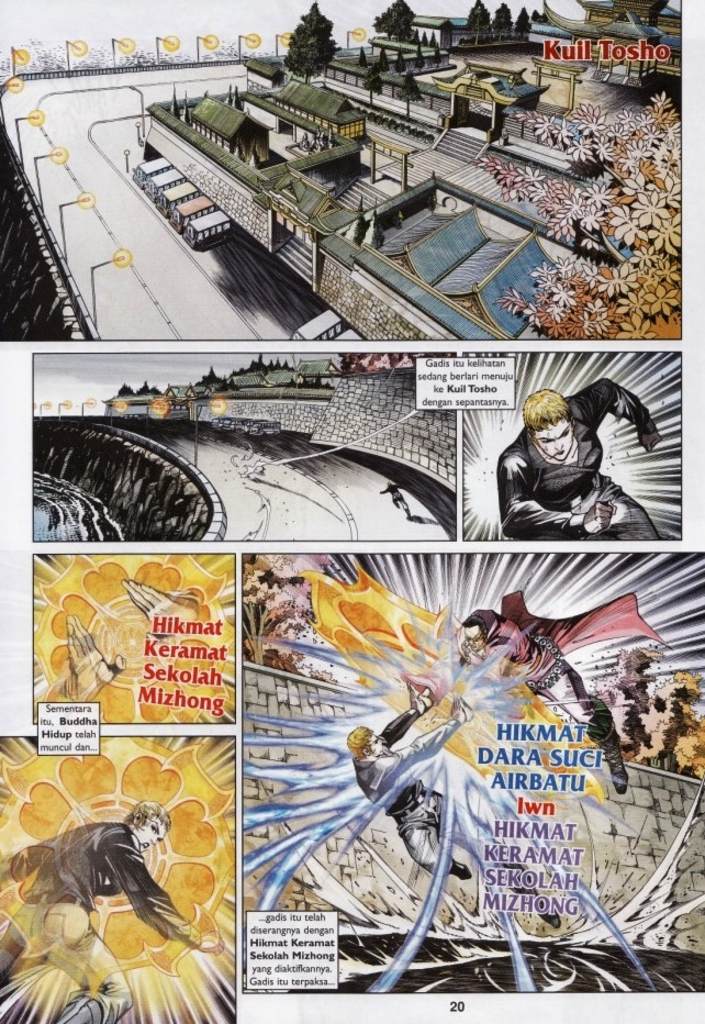 Kuil Tosho
Gadis itu kelihatan
sedang berlari menuju
ke Kuil Tosho
dengan sepantasnya.
Hikmat
Keramat
Sekolah
Mizhong
Sementara
itu, Buddha
Hidup telah
muncul dan...
HIKMAT
DARA SUCI
AIRBATU
lwn
HIKMAT
KERAMAT
SEKOLAH
MIZHONG
...gadis itu telah
diserangnya dengan
Hikmat Keramat
Sekolah Mizhong
yang diaktifkannya.
Gadis itu terpaksa...
20